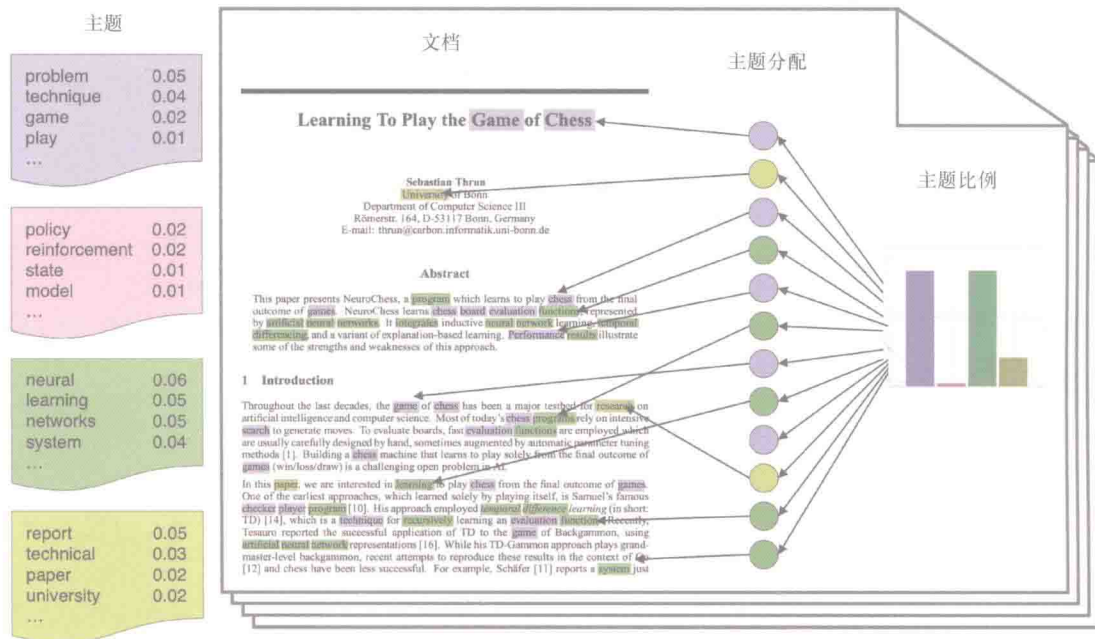 主题
problem 0.05
technique 0.04
game 0.02
play 0.01
...
policy 0.02
reinforcement 0.02
state 0.01
model 0.01
...
neural 0.06
learning 0.05
networks 0.05
system 0.04
...
report 0.05
technical 0.03
paper 0.02
university 0.02
...
文档
Learning To Play the Game of Chess
Sebastian Thrun
University of Bonn
Department of Computer Science III
Römerstr. 164, D-53117 Bonn, Germany
E-mail: thrun@carbon.informatik.uni-bonn.de
Abstract
This paper presents NeuroChess, a program which learns to play chess from the final
outcome of games. NeuroChess learns chess board evaluation functions, represented
by artificial neural networks. It integrates inductive neural network learning, temporal
differencing, and a variant of explanation-based learning. Performance results illustrate
some of the strengths and weaknesses of this approach.
1 Introduction
Throughout the last decades, the game of chess has been a major testbed for research on
artificial intelligence and computer science. Most of today's chess programs rely on intensive
search to generate moves. To evaluate boards, fast evaluation functions are employed which
are usually carefully designed by hand, sometimes augmented by automatic parameter tuning
methods [1]. Building a chess machine that learns to play solely from the final outcome of
games (win/loss/draw) is a challenging open problem in AI.
In this paper, we are interested in learning to play chess from the final outcome of games.
One of the earliest approaches, which learned solely by playing itself, is Samuel's famous
checker player program [10]. His approach employed temporal difference learning (in short:
TD) [14], which is a technique for recursively learning an evaluation function. Recently,
Tesauro reported the successful application of TD to the game of Backgammon, using
artificial neural network representations [16]. While his TD-Gammon approach plays grand-
master-level backgammon, recent attempts to reproduce these results in the context of Go
[12] and chess have been less successful. For example, Schäfer [11] reports a system just
主题分配
主题比例